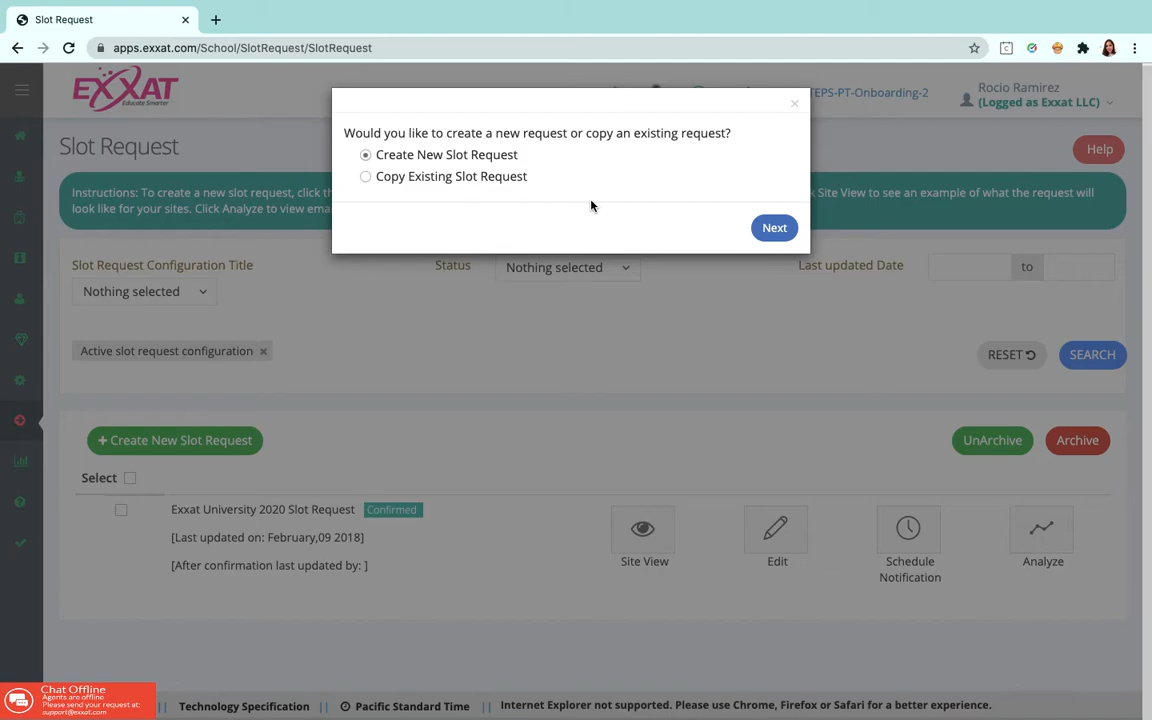 Slot Request
apps.exxat.com/School/SlotRequest/SlotRequest
EXXAT
Educate Smarter
TEPS-PT-Onboarding-2
Rocio Ramirez
(Logged as Exxat LLC)
Slot Request
Help
Would you like to create a new request or copy an existing request?
Create New Slot Request
Copy Existing Slot Request
Next
Instructions: To create a new slot request, click th
k Site View to see an example of what the request will
look like for your sites. Click Analyze to view emai
Slot Request Configuration Title
Status
Last updated Date
Nothing selected
Nothing selected
to
Active slot request configuration
RESET
SEARCH
+ Create New Slot Request
UnArchive
Archive
Select
Exxat University 2020 Slot Request Confirmed
[Last updated on: February,09 2018]
[After confirmation last updated by: ]
Site View
Edit
Schedule
Notification
Analyze
Chat Offline
Agents are offline
Please send your request at:
support@exxat.com
|| Technology Specification || Pacific Standard Time || Internet Explorer not supported. Please use Chrome, Firefox or Safari for a better experience.